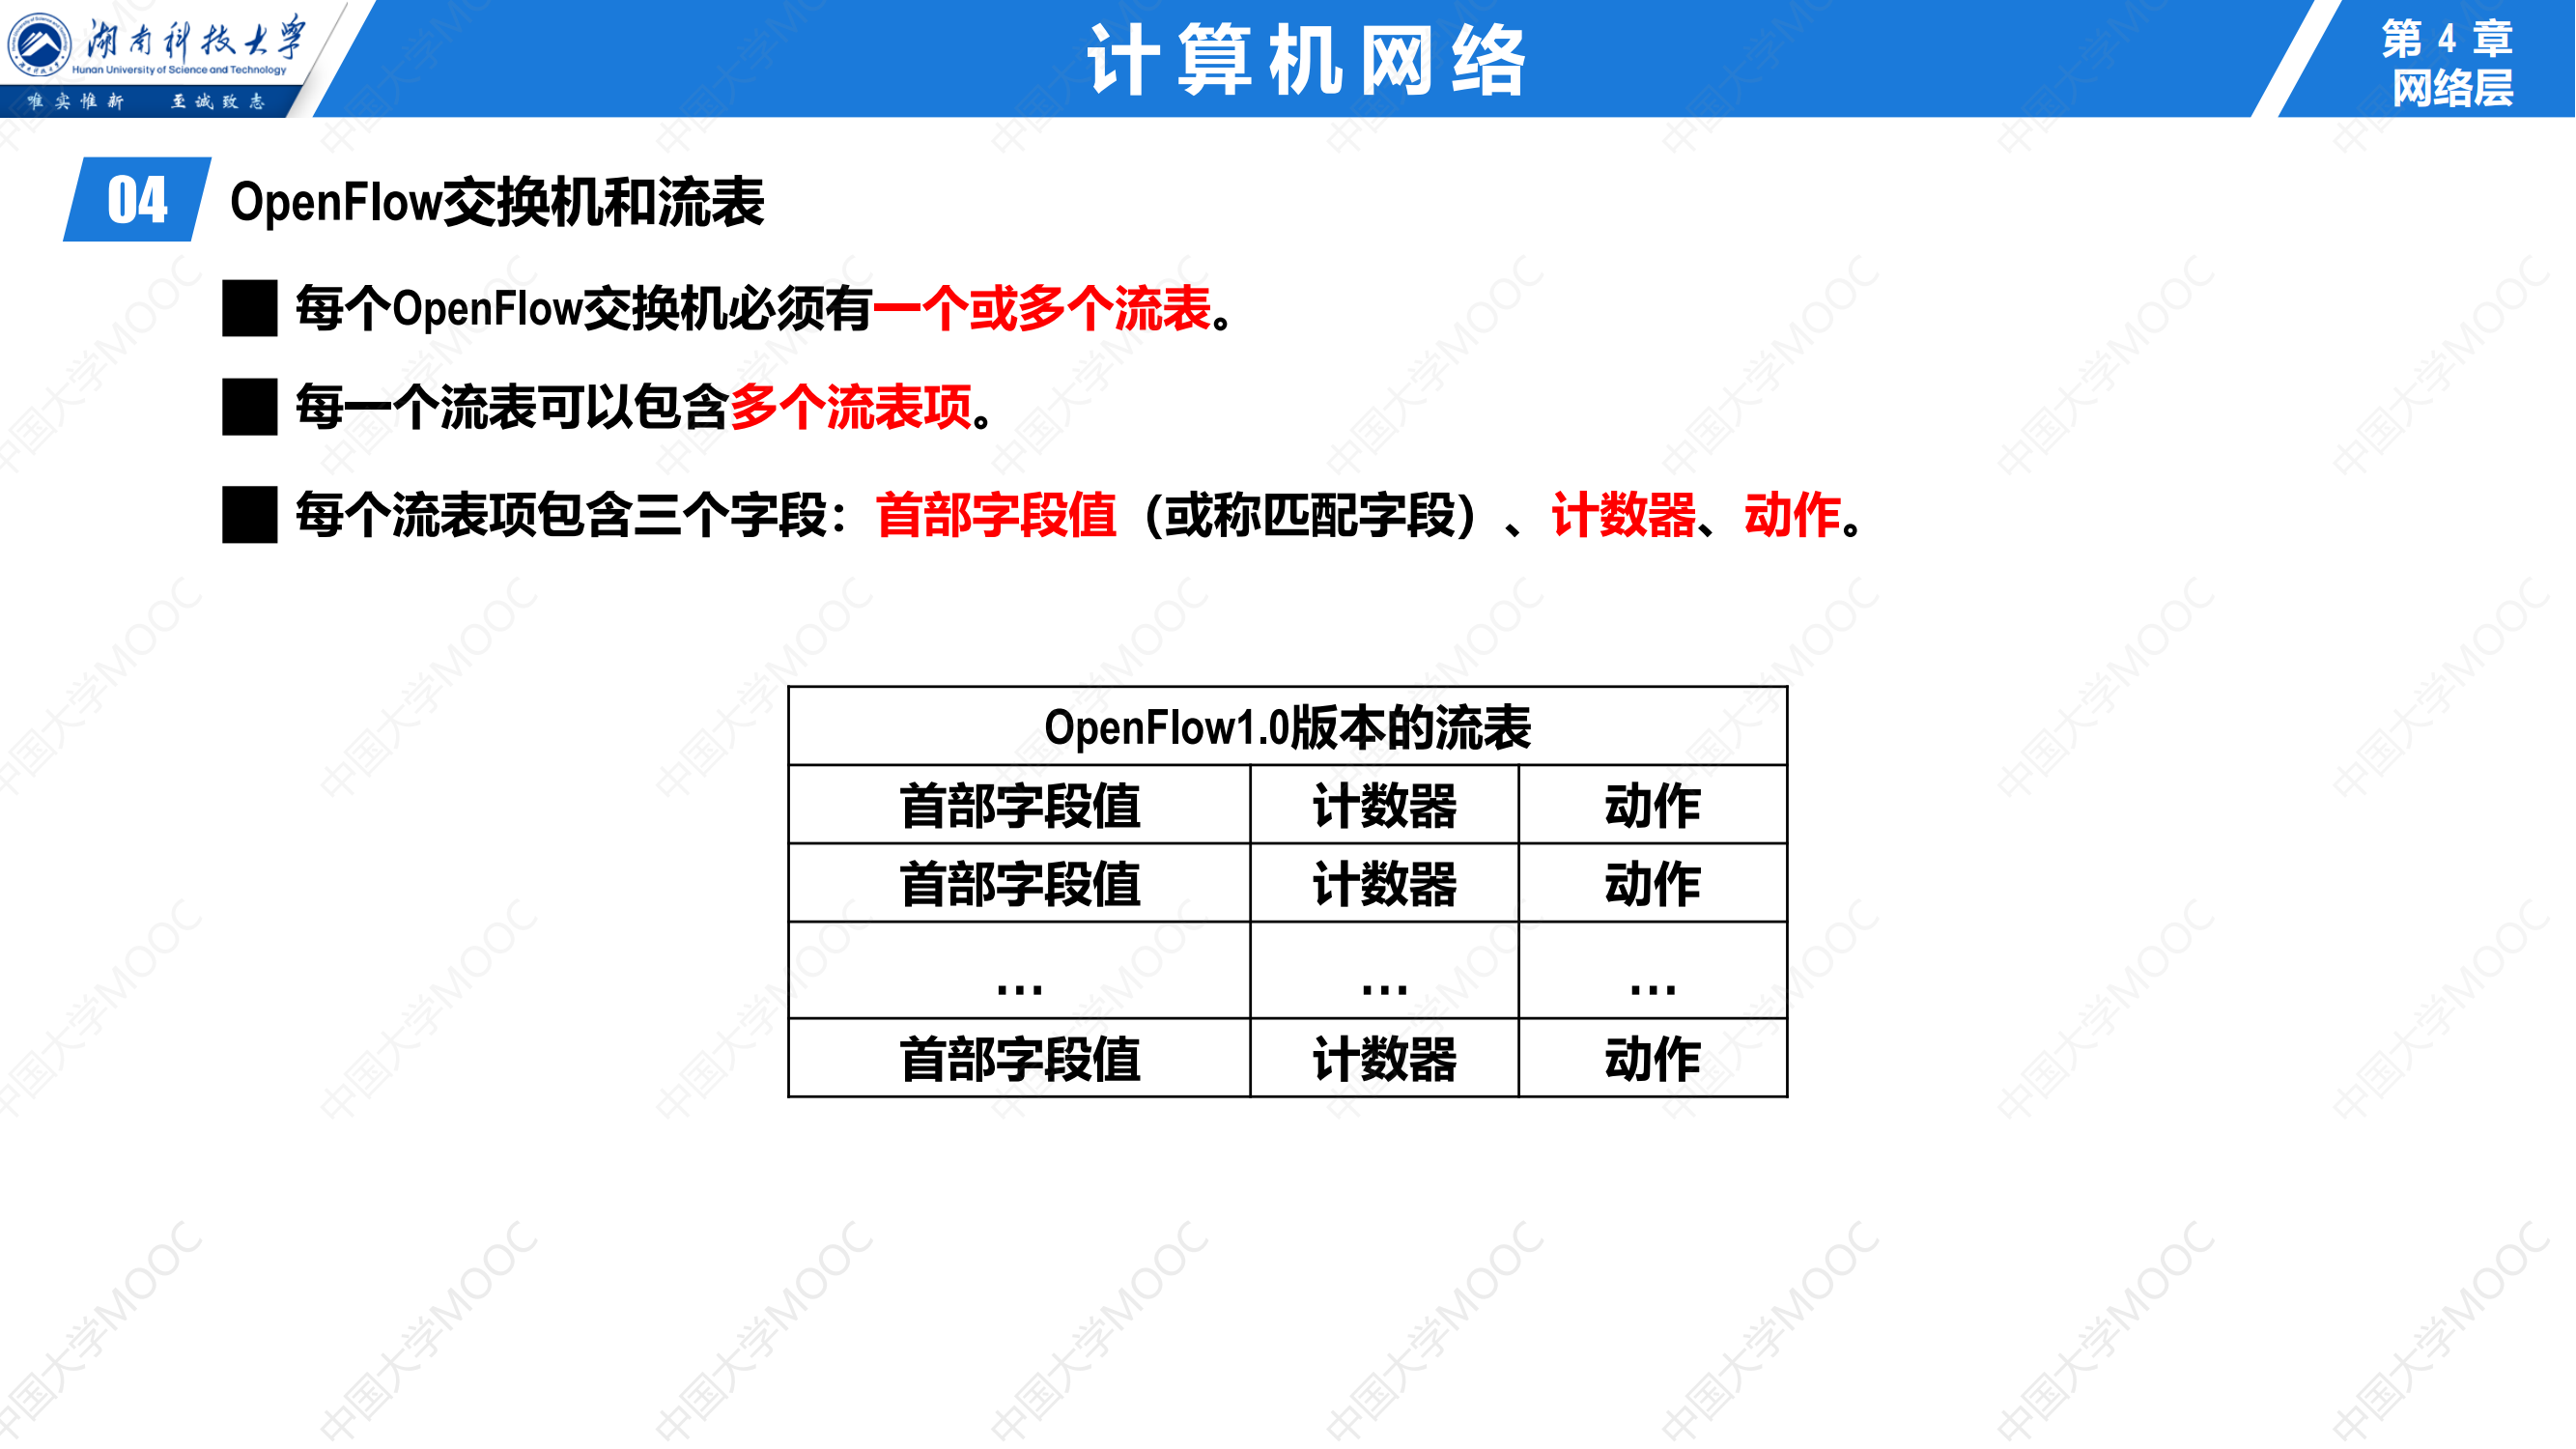 湖南科技大学
Hunan University of Science and Technology
唯实惟新 至诚致志
计算机网络
第 4 章
网络层
04 OpenFlow交换机和流表
每个OpenFlow交换机必须有一个或多个流表。
每一个流表可以包含多个流表项。
每个流表项包含三个字段：首部字段值（或称匹配字段）、计数器、动作。
OpenFlow1.0版本的流表
首部字段值 计数器 动作
首部字段值 计数器 动作
… … …
首部字段值 计数器 动作
中国大学MOOC